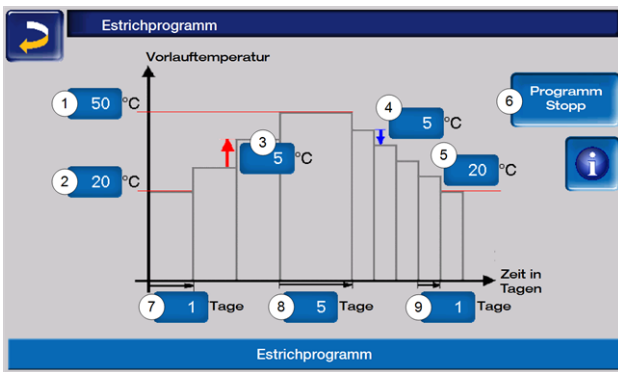 Estrichprogramm
Vorlauftemperatur
1 50 °C
4 5 °C
6 Programm
Stopp
3 5 °C
2 20 °C
5 20 °C
i
Zeit in
Tagen
7 1 Tage
8 5 Tage
9 1 Tage
Estrichprogramm